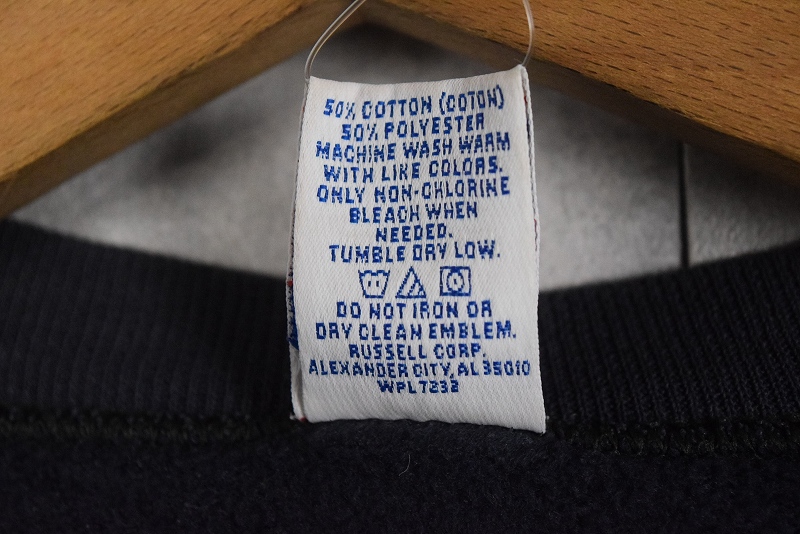 50% COTTON (COTON)
50% POLYESTER
MACHINE WASH WARM
WITH LIKE COLORS.
ONLY NON-CHLORINE
BLEACH WHEN
NEEDED.
TUMBLE DRY LOW.
DO NOT IRON OR
DRY CLEAN EMBLEM.
RUSSELL CORP.
ALEXANDER CITY, AL 35010
WPL7232